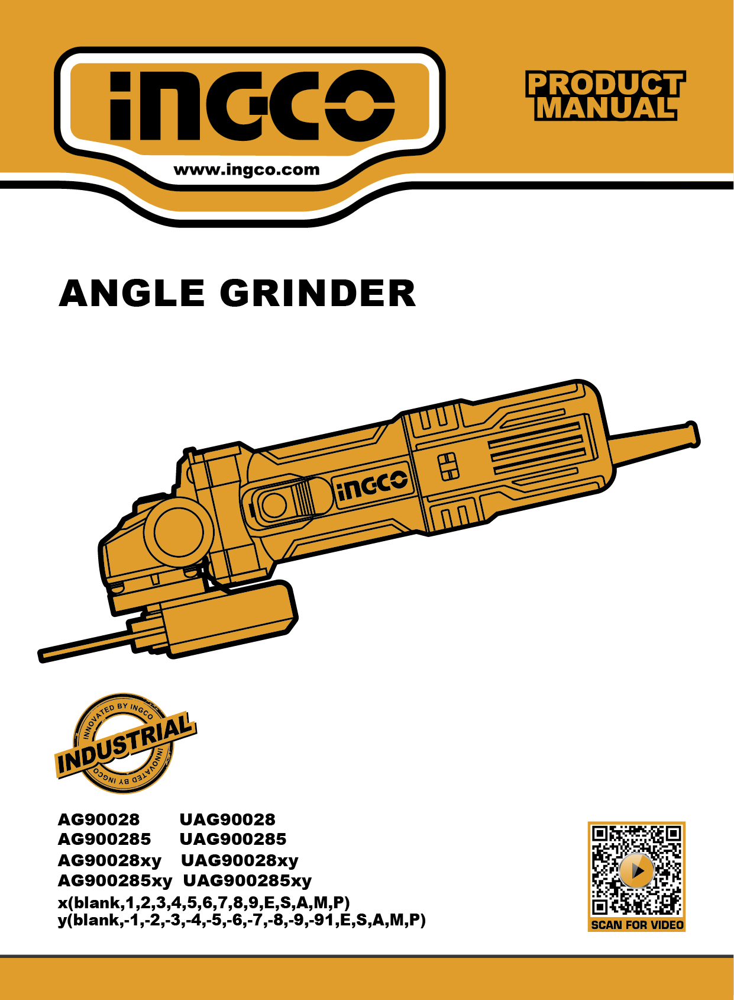 INGCO
PRODUCT
MANUAL
www.ingco.com
ANGLE GRINDER
INGCO
INNOVATED BY INGCO
INDUSTRIAL
INNOVATED BY INGCO
AG90028 UAG90028
AG900285 UAG900285
AG90028xy UAG90028xy
AG900285xy UAG900285xy
x(blank,1,2,3,4,5,6,7,8,9,E,S,A,M,P)
y(blank,-1,-2,-3,-4,-5,-6,-7,-8,-9,-91,E,S,A,M,P)
SCAN FOR VIDEO